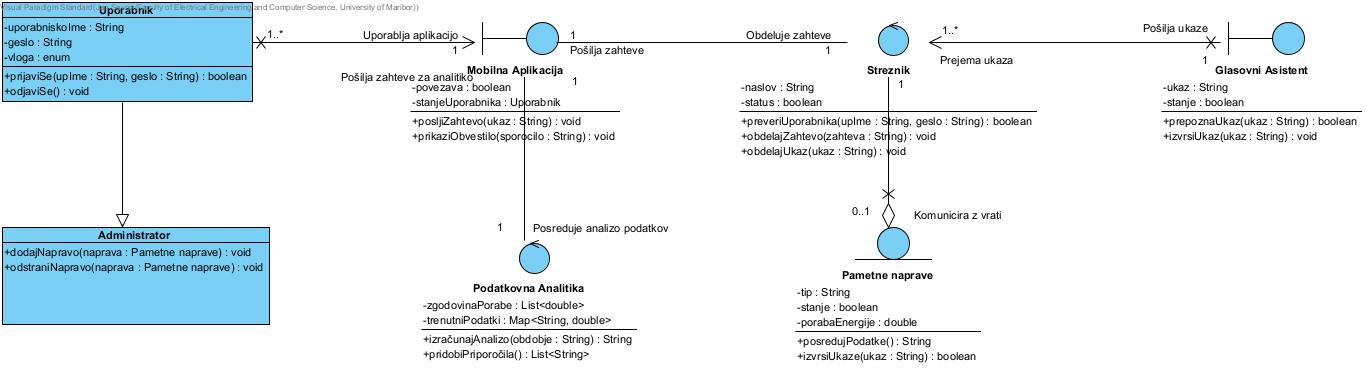 Visual Paradigm Standard( Faculty of Electrical Engineering and Computer Science, University of Maribor))
Uporabnik
-uporabniskoIme : String
-geslo : String
-vloga : enum
+prijaviSe(upIme : String, geslo : String) : boolean
+odjaviSe() : void
1..*
Uporablja aplikacijo
1
Mobilna Aplikacija
-povezava : boolean
-stanjeUporabnika : Uporabnik
+posljiZahtevo(ukaz : String) : void
+prikaziObvestilo(sporocilo : String) : void
1
Pošilja zahteve
Obdeluje zahteve
1
Pošilja zahteve za analitiko
1
Streznik
-naslov : String
-status : boolean
+preveriUporabnika(upIme : String, geslo : String) : boolean
+obdelajZahtevo(zahteva : String) : void
+obdelajUkaz(ukaz : String) : void
1..*
Prejema ukaza
Pošilja ukaze
1
1
Glasovni Asistent
-ukaz : String
-stanje : boolean
+prepoznaUkaz(ukaz : String) : boolean
+izvrsiUkaz(ukaz : String) : void
Administrator
+dodajNapravo(naprava : Pametne naprave) : void
+odstraniNapravo(naprava : Pametne naprave) : void
1
Posreduje analizo podatkov
Podatkovna Analitika
-zgodovinaPorabe : List<double>
-trenutniPodatki : Map<String, double>
+izračunajAnalizo(obdobje : String) : String
+pridobiPriporočila() : List<String>
0..1
Komunicira z vrati
Pametne naprave
-tip : String
-stanje : boolean
-porabaEnergije : double
+posredujPodatke() : String
+izvrsiUkaze(ukaz : String) : boolean